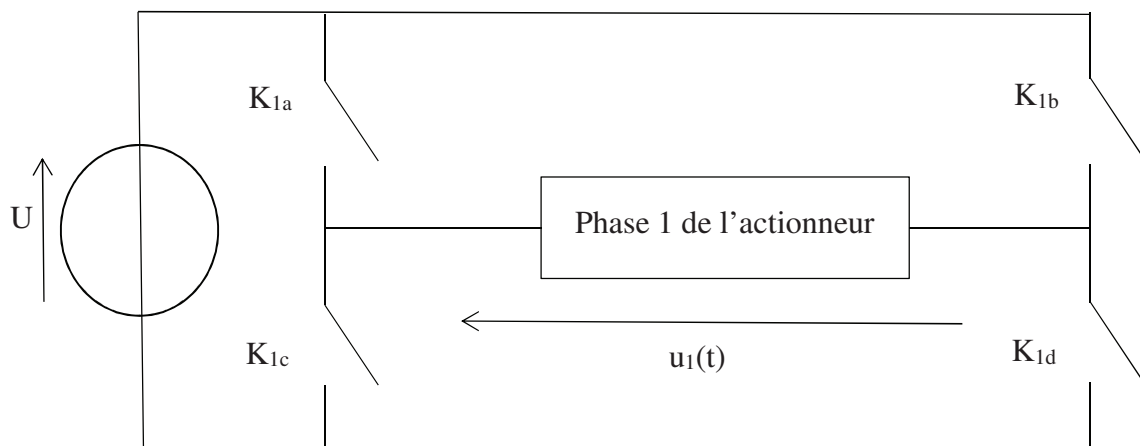 K1a
K1b
U
Phase 1 de l’actionneur
K1c
u1(t)
K1d